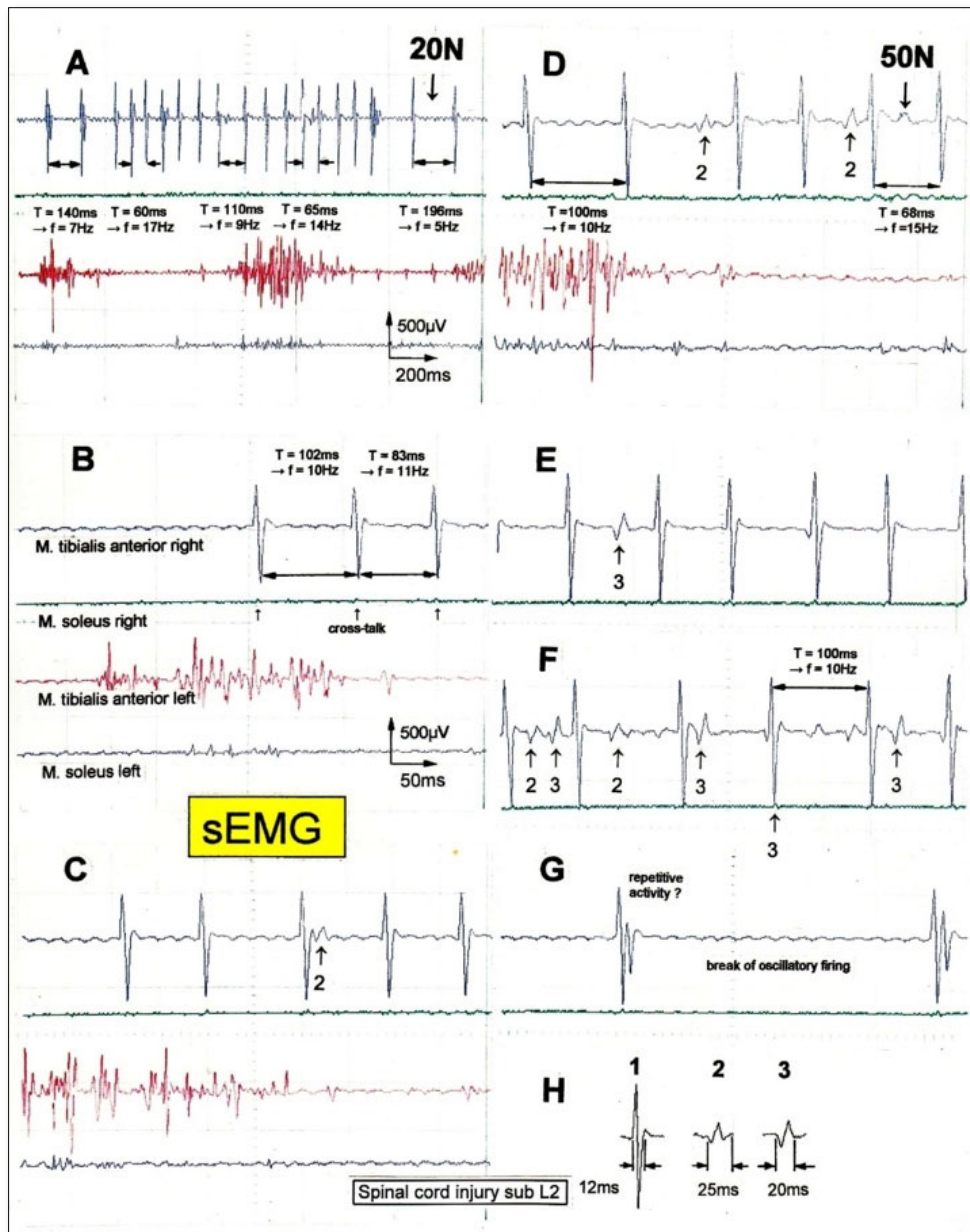 A
20N
T = 140ms
→ f = 7Hz
T = 60ms
→ f = 17Hz
T = 110ms
→ f = 9Hz
T = 65ms
→ f = 14Hz
T = 196ms
→ f = 5Hz
500µV
200ms
B
T = 102ms
→ f = 10Hz
T = 83ms
→ f = 11Hz
M. tibialis anterior right
M. soleus right
cross-talk
M. tibialis anterior left
M. soleus left
500µV
50ms
sEMG
C
2
D
50N
2
2
T = 100ms
→ f = 10Hz
T = 68ms
→ f =15Hz
E
3
F
T = 100ms
→ f = 10Hz
2 3 2 3 3
3
G
repetitive
activity ?
break of oscillatory firing
H
1 2 3
12ms 25ms 20ms
Spinal cord injury sub L2